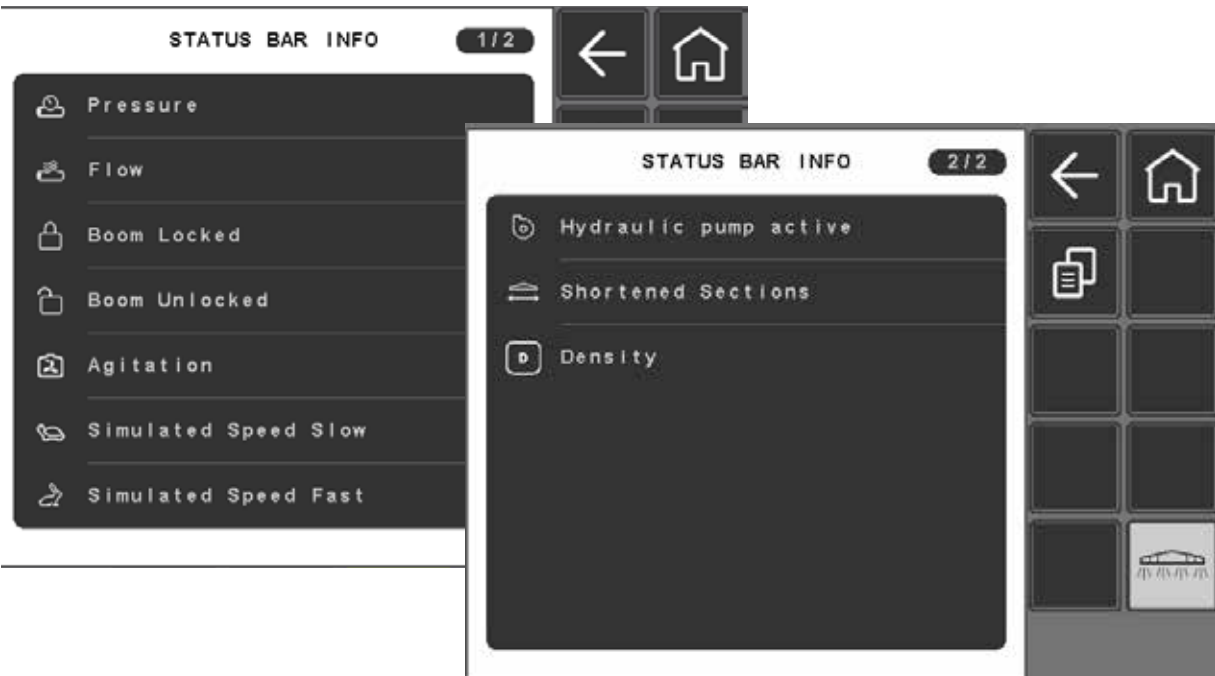 STATUS BAR INFO 1/2
Pressure
Flow
Boom Locked
Boom Unlocked
Agitation
Simulated Speed Slow
Simulated Speed Fast
STATUS BAR INFO 2/2
Hydraulic pump active
Shortened Sections
D Density